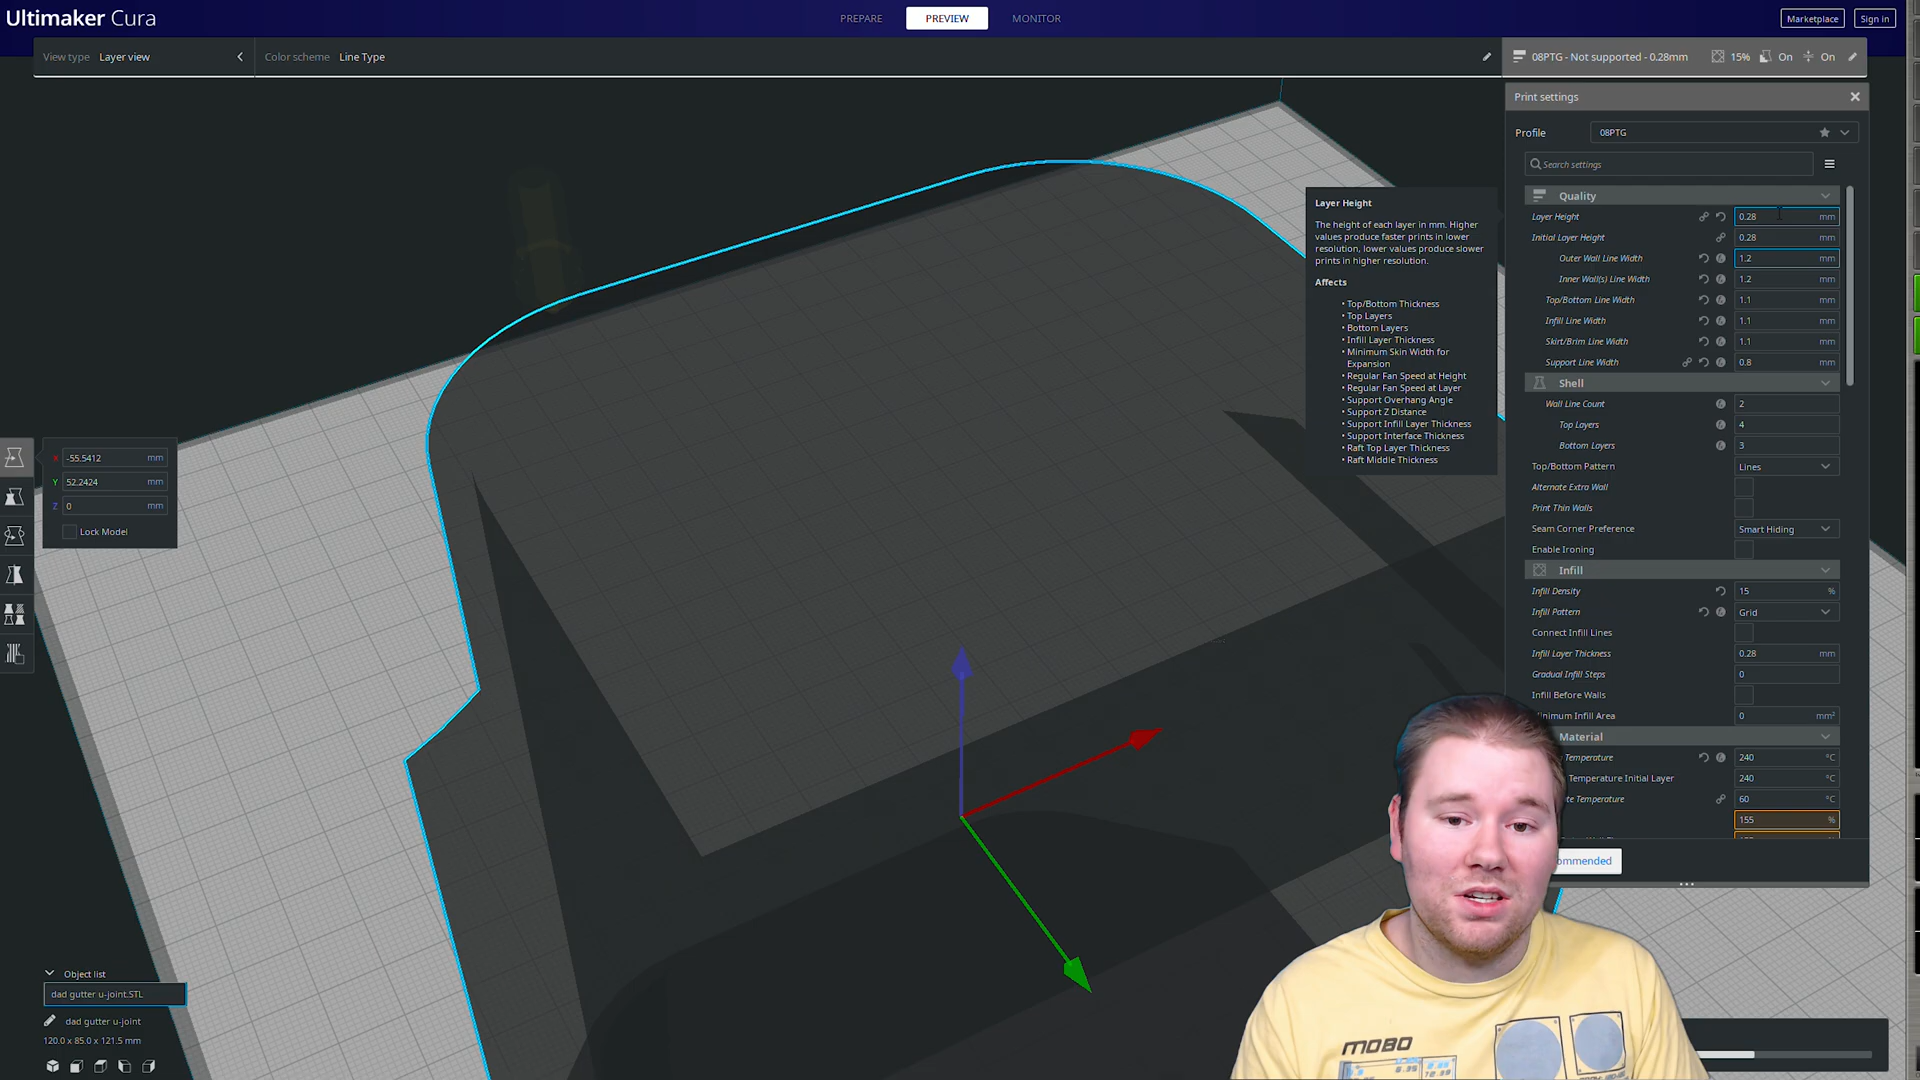 Ultimaker Cura
PREPARE
PREVIEW
MONITOR
Marketplace
Sign in
View type Layer view
Color scheme Line Type
08PTG - Not supported - 0.28mm
15%
On
On
Print settings
Profile 08PTG
Search settings
Quality
Layer Height 0.28 mm
Initial Layer Height 0.28 mm
Outer Wall Line Width 1.2 mm
Inner Wall(s) Line Width 1.2 mm
Top/Bottom Line Width 1.1 mm
Infill Line Width 1.1 mm
Skirt/Brim Line Width 1.1 mm
Support Line Width 0.8 mm
Shell
Wall Line Count 2
Top Layers 4
Bottom Layers 3
Top/Bottom Pattern Lines
Alternate Extra Wall
Print Thin Walls
Seam Corner Preference Smart Hiding
Enable Ironing
Infill
Infill Density 15 %
Infill Pattern Grid
Connect Infill Lines
Infill Layer Thickness 0.28 mm
Gradual Infill Steps 0
Infill Before Walls
inimum Infill Area 0 mm²
Material
Temperature 240 °C
Temperature Initial Layer 240 °C
te Temperature 60 °C
155 %
ommended
Layer Height
The height of each layer in mm. Higher
values produce faster prints in lower
resolution, lower values produce slower
prints in higher resolution.
Affects
• Top/Bottom Thickness
• Top Layers
• Bottom Layers
• Infill Layer Thickness
• Minimum Skin Width for
Expansion
• Regular Fan Speed at Height
• Regular Fan Speed at Layer
• Support Overhang Angle
• Support Z Distance
• Support Infill Layer Thickness
• Support Interface Thickness
• Raft Top Layer Thickness
• Raft Middle Thickness
X -55.5412 mm
Y 52.2424 mm
Z 0 mm
Lock Model
Object list
dad gutter u-joint.STL
dad gutter u-joint
120.0 x 85.0 x 121.5 mm
MOBO